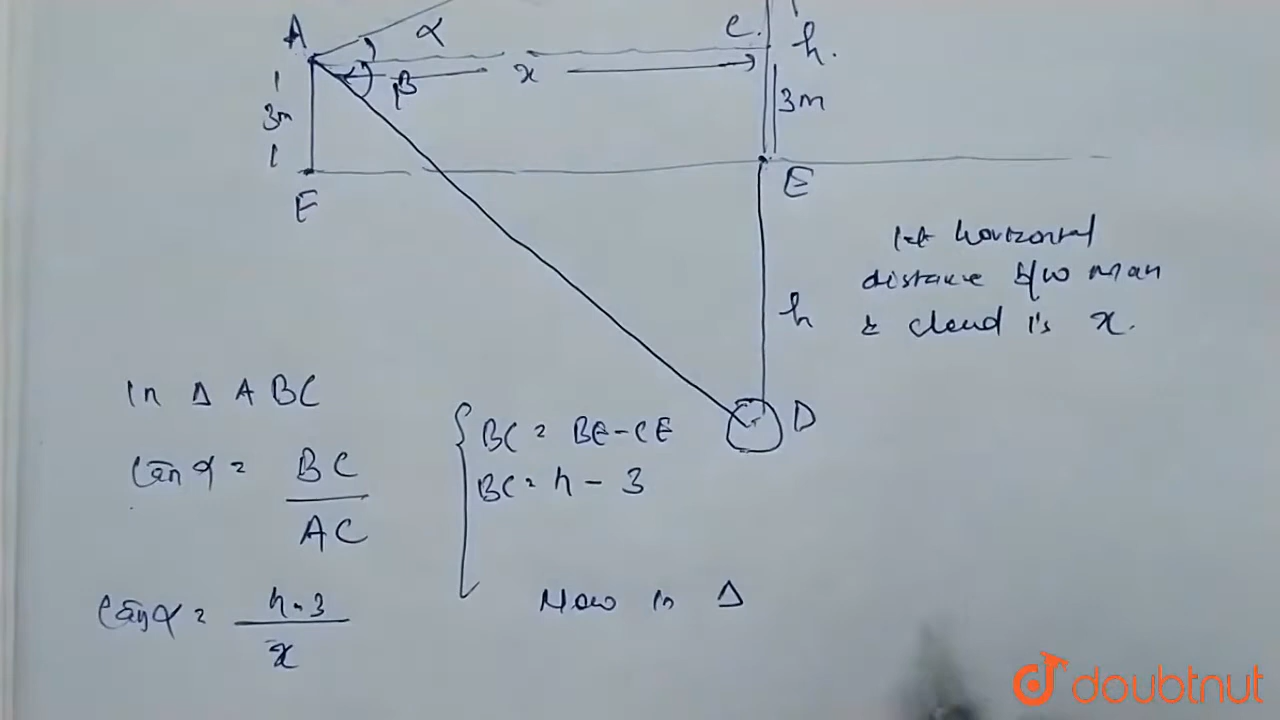 A
α
C.
h.
x
β
3m
3m
E
E
let horizontal
distance b/w man
& cloud is x.
h
In Δ ABC
D
BC = BE-CE
tan α = BC
AC
BC = h - 3
tan α = h-3
x
Now in Δ
doubtnut